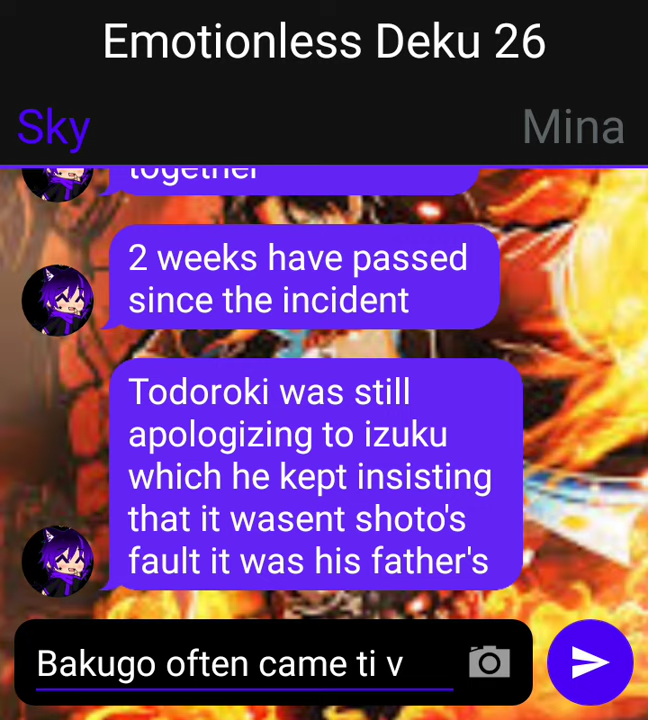 Emotionless Deku 26
Sky
Mina
together
2 weeks have passed
since the incident
Todoroki was still
apologizing to izuku
which he kept insisting
that it wasent shoto's
fault it was his father's
Bakugo often came ti v